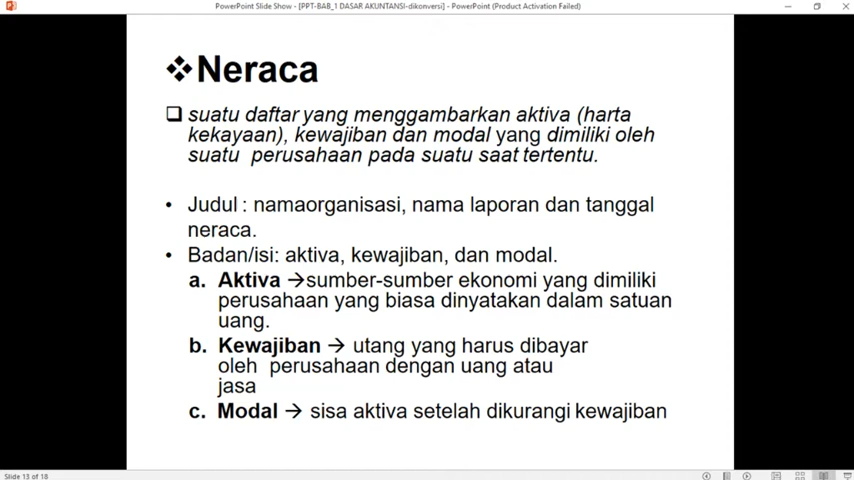 PowerPoint Slide Show - [PPT-BAB_1 DASAR AKUNTANSI-dikonversi] - PowerPoint (Product Activation Failed)
❖Neraca
❑ suatu daftar yang menggambarkan aktiva (harta
kekayaan), kewajiban dan modal yang dimiliki oleh
suatu perusahaan pada suatu saat tertentu.
• Judul : namaorganisasi, nama laporan dan tanggal
neraca.
• Badan/isi: aktiva, kewajiban, dan modal.
a. Aktiva →sumber-sumber ekonomi yang dimiliki
perusahaan yang biasa dinyatakan dalam satuan
uang.
b. Kewajiban → utang yang harus dibayar
oleh perusahaan dengan uang atau
jasa
c. Modal → sisa aktiva setelah dikurangi kewajiban
Slide 13 of 18